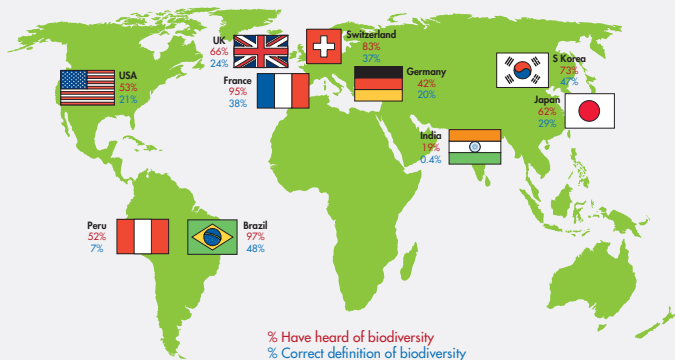 UK
66%
24%
Switzerland
83%
37%
USA
53%
21%
France
95%
38%
Germany
42%
20%
S Korea
73%
47%
Japan
62%
29%
India
19%
0.4%
Peru
52%
7%
Brazil
97%
48%
% Have heard of biodiversity
% Correct definition of biodiversity